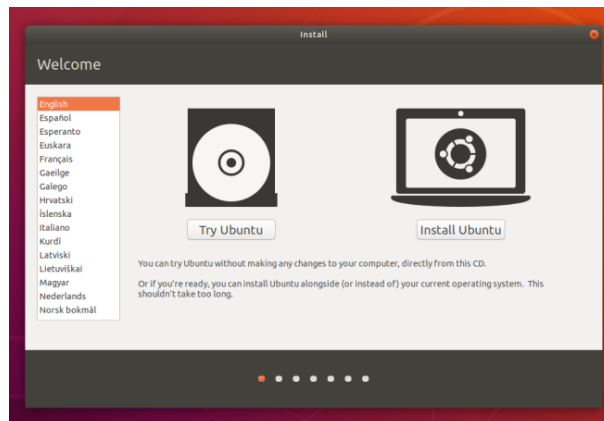 Install
Welcome
English
Español
Esperanto
Euskara
Français
Gaeilge
Galego
Hrvatski
Íslenska
Italiano
Kurdî
Latviski
Lietuviškai
Magyar
Nederlands
Norsk bokmål
Try Ubuntu
Install Ubuntu
You can try Ubuntu without making any changes to your computer, directly from this CD.
Or if you're ready, you can install Ubuntu alongside (or instead of) your current operating system. This
shouldn't take too long.